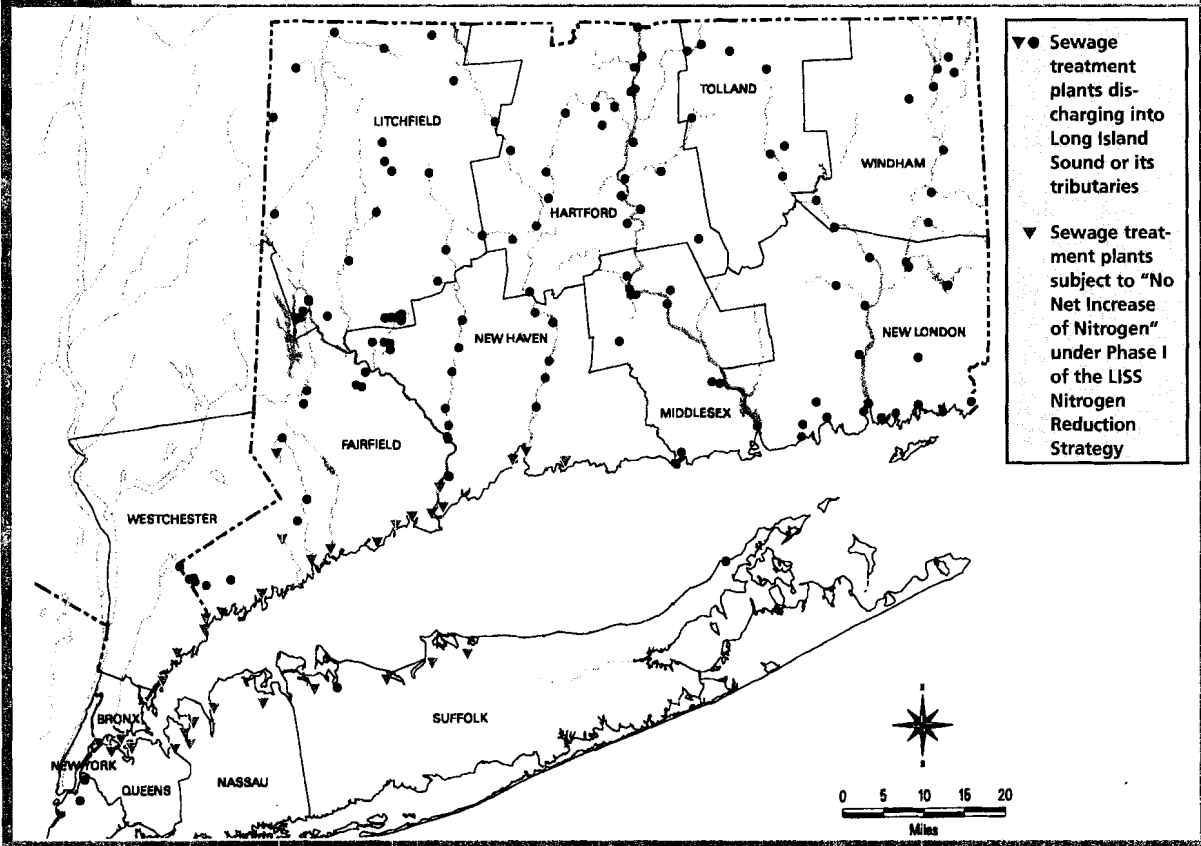 LITCHFIELD
TOLLAND
WINDHAM
HARTFORD
NEW HAVEN
NEW LONDON
MIDDLESEX
FAIRFIELD
WESTCHESTER
BRONX
NEW YORK
QUEENS
NASSAU
SUFFOLK
▼● Sewage
treatment
plants dis-
charging into
Long Island
Sound or its
tributaries
▼ Sewage treat-
ment plants
subject to "No
Net Increase
of Nitrogen"
under Phase I
of the LISS
Nitrogen
Reduction
Strategy
0 5 10 15 20
Miles